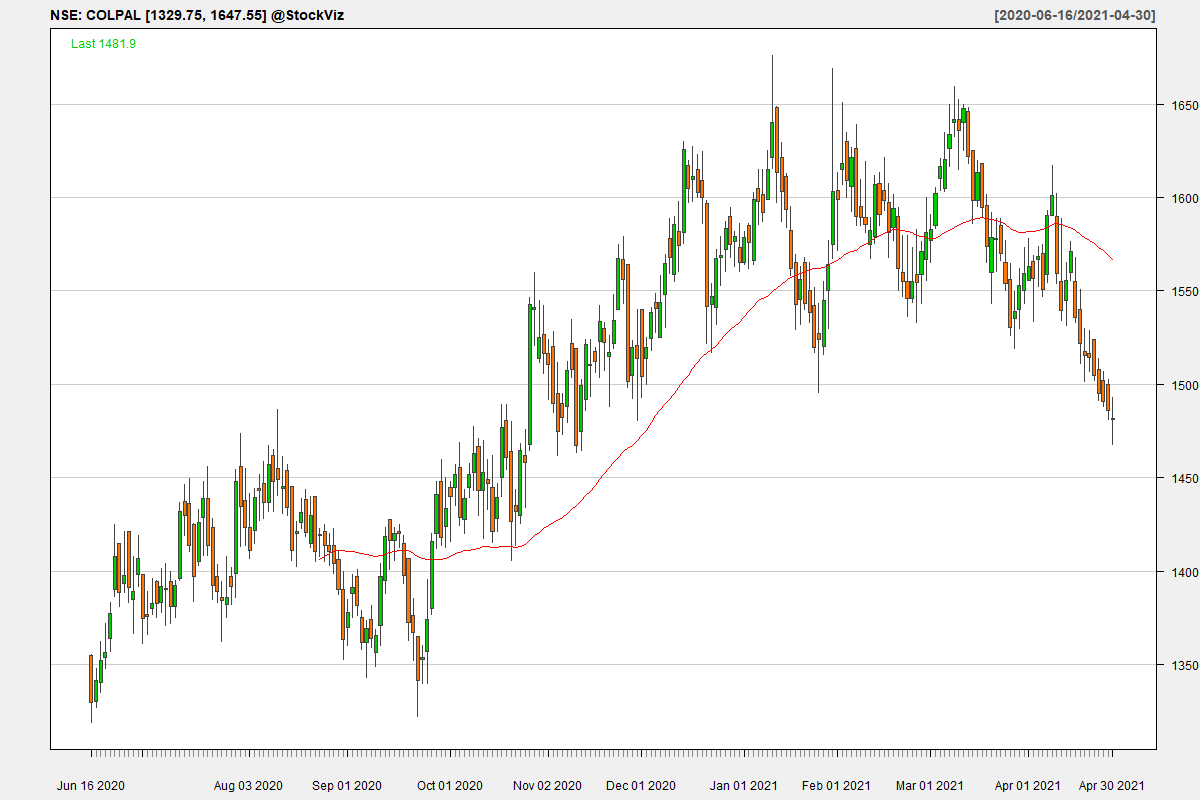 NSE: COLPAL [1329.75, 1647.55] @StockViz
[2020-06-16/2021-04-30]
Last 1481.9
1650
1600
1550
1500
1450
1400
1350
Jun 16 2020
Aug 03 2020
Sep 01 2020
Oct 01 2020
Nov 02 2020
Dec 01 2020
Jan 01 2021
Feb 01 2021
Mar 01 2021
Apr 01 2021
Apr 30 2021